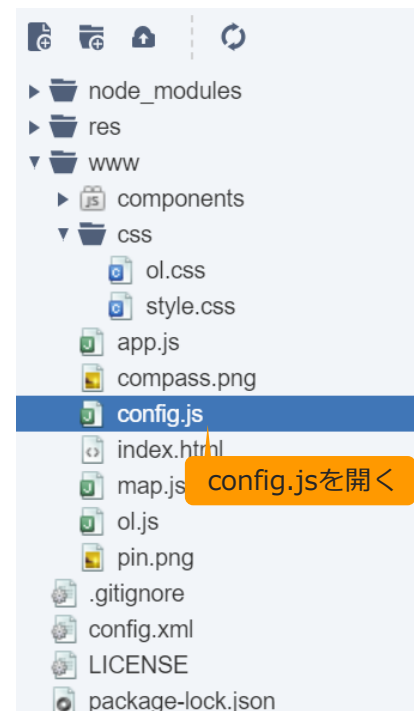 node_modules
res
www
components
css
ol.css
style.css
app.js
compass.png
config.js
index.html
map.js
config.jsを開く
ol.js
pin.png
.gitignore
config.xml
LICENSE
package-lock.json